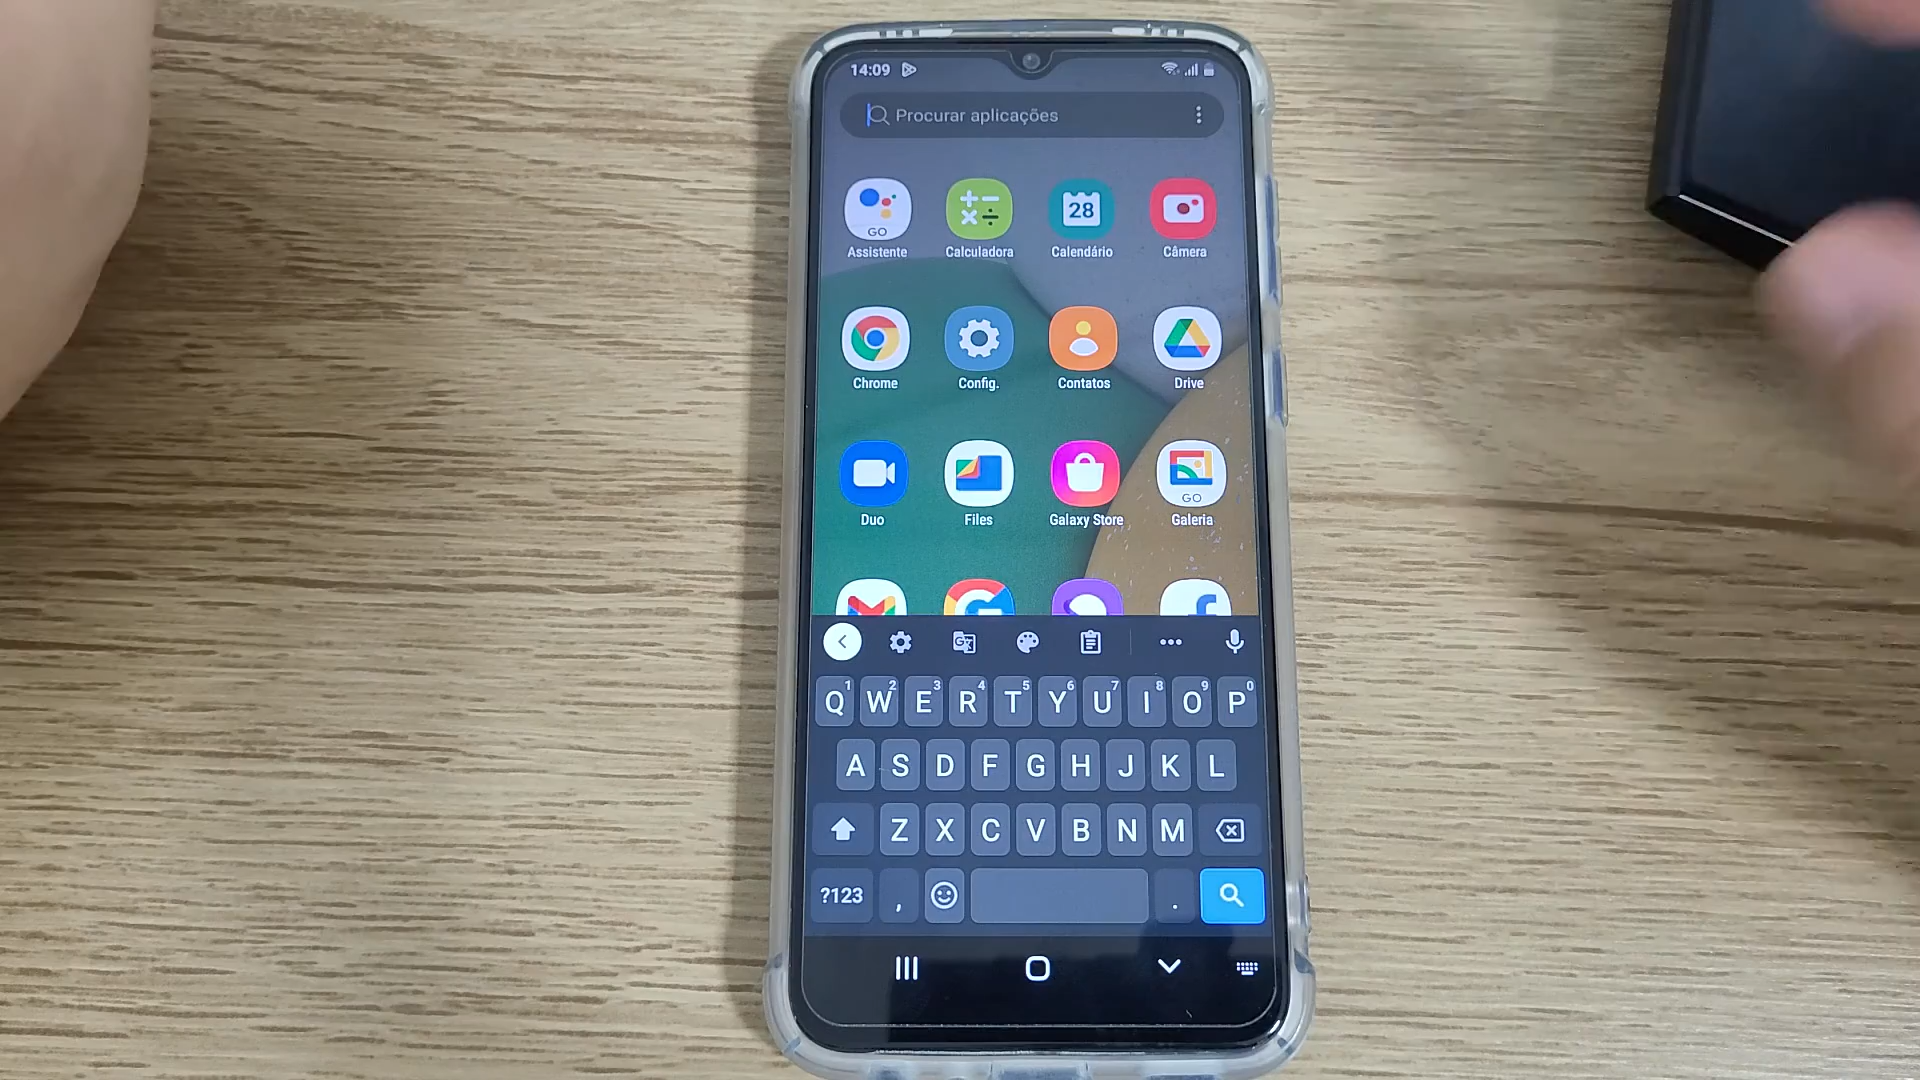 14:09
Procurar aplicações
28
GO
Assistente Calculadora Calendário Câmera
Chrome Config. Contatos Drive
GO
Duo Files Galaxy Store Galeria
1 2 3 4 5 6 7 8 9 0
Q W E R T Y U I O P
A S D F G H J K L
Z X C V B N M
?123 , .